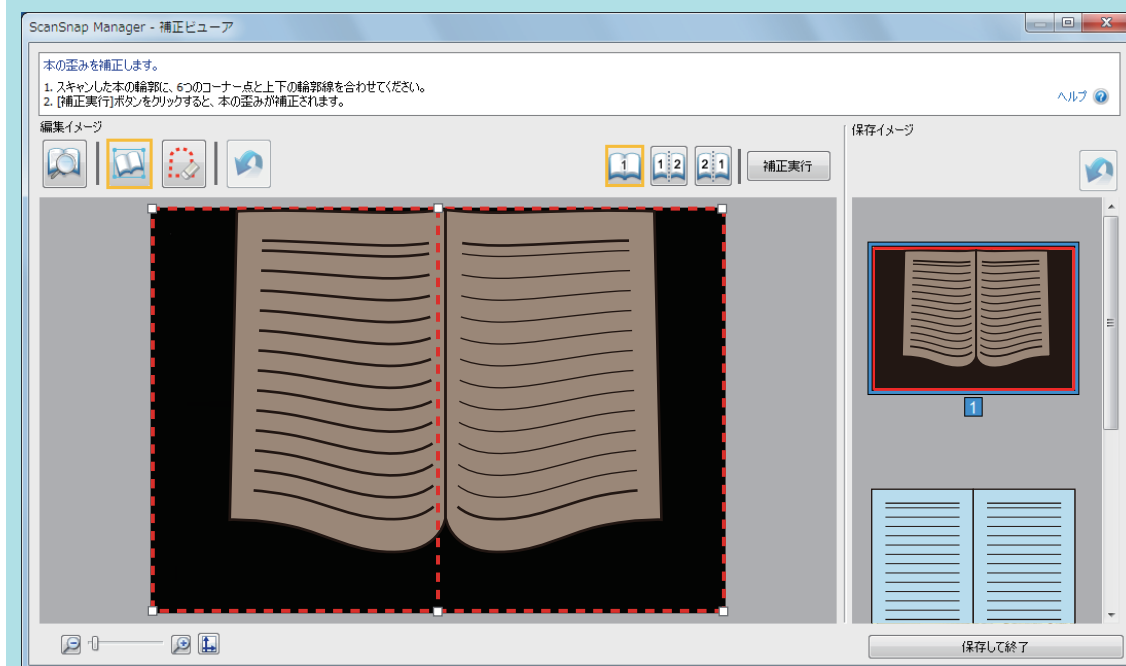 ScanSnap Manager - 補正ビューア
本の歪みを補正します。
1. スキャンした本の輪郭に、6つのコーナー点と上下の輪郭線を合わせてください。
2. [補正実行]ボタンをクリックすると、本の歪みが補正されます。
ヘルプ ?
編集イメージ
保存イメージ
1
1 2
2 1
補正実行
1
保存して終了